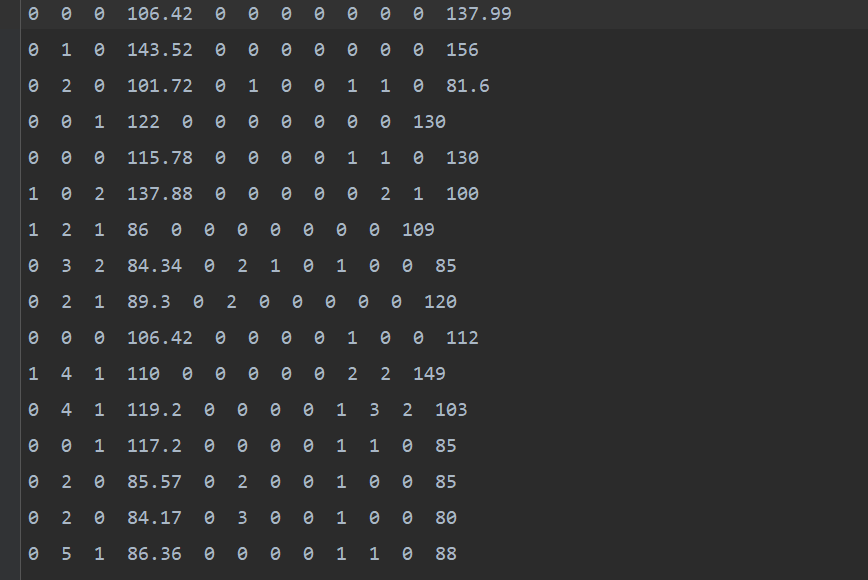 0 0 0 106.42 0 0 0 0 0 0 0 137.99
0 1 0 143.52 0 0 0 0 0 0 0 156
0 2 0 101.72 0 1 0 0 1 1 0 81.6
0 0 1 122 0 0 0 0 0 0 0 130
0 0 0 115.78 0 0 0 0 1 1 0 130
1 0 2 137.88 0 0 0 0 0 2 1 100
1 2 1 86 0 0 0 0 0 0 0 109
0 3 2 84.34 0 2 1 0 1 0 0 85
0 2 1 89.3 0 2 0 0 0 0 0 120
0 0 0 106.42 0 0 0 0 1 0 0 112
1 4 1 110 0 0 0 0 0 2 2 149
0 4 1 119.2 0 0 0 0 1 3 2 103
0 0 1 117.2 0 0 0 0 1 1 0 85
0 2 0 85.57 0 2 0 0 1 0 0 85
0 2 0 84.17 0 3 0 0 1 0 0 80
0 5 1 86.36 0 0 0 0 1 1 0 88